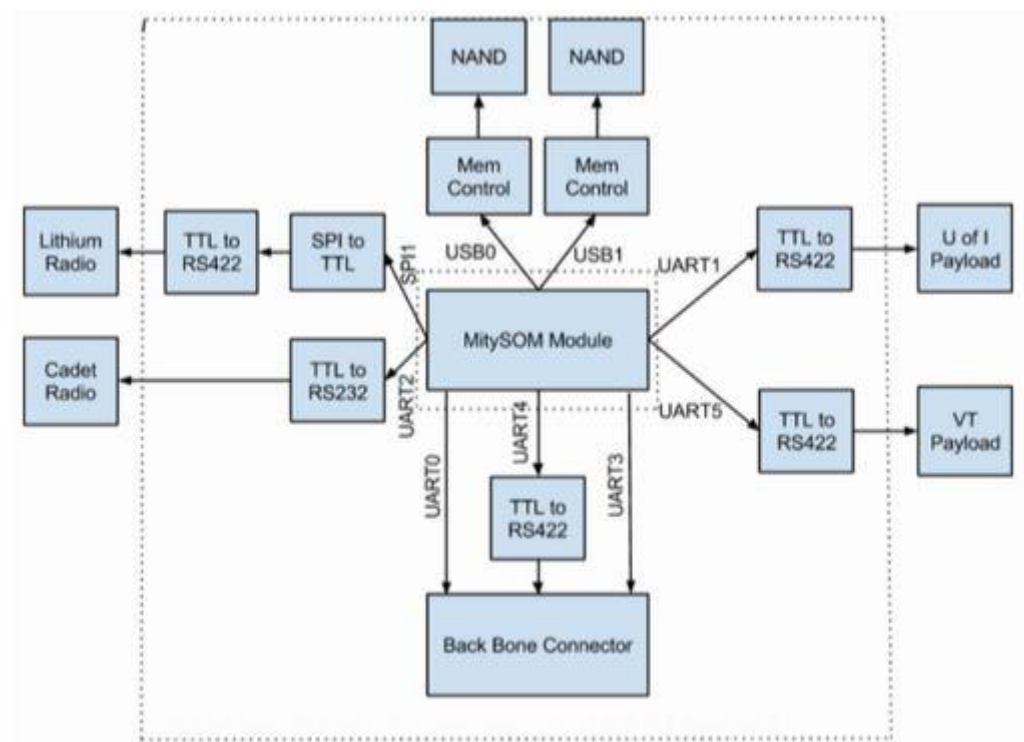 NAND
NAND
Mem
Control
Mem
Control
Lithium
Radio
TTL to
RS422
SPI to
TTL
SPI1
USB0
USB1
UART1
TTL to
RS422
U of I
Payload
MitySOM Module
Cadet
Radio
TTL to
RS232
UART2
UART0
UART4
UART3
UART5
TTL to
RS422
VT
Payload
TTL to
RS422
Back Bone Connector